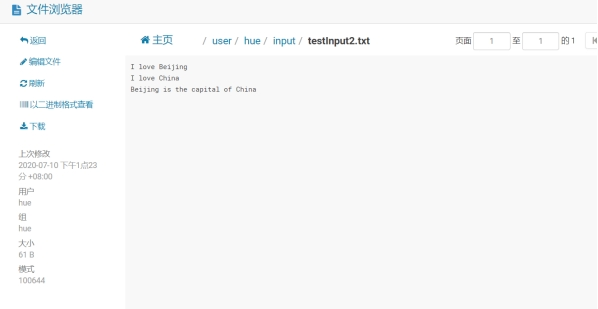 文件浏览器
返回
主页 / user / hue / input / testInput2.txt
页面 1 至 1 的 1
编辑文件
刷新
以二进制格式查看
下载
上次修改
2020-07-10 下午1点23
分 +08:00
用户
hue
组
hue
大小
61 B
模式
100644
I love Beijing
I love China
Beijing is the capital of China